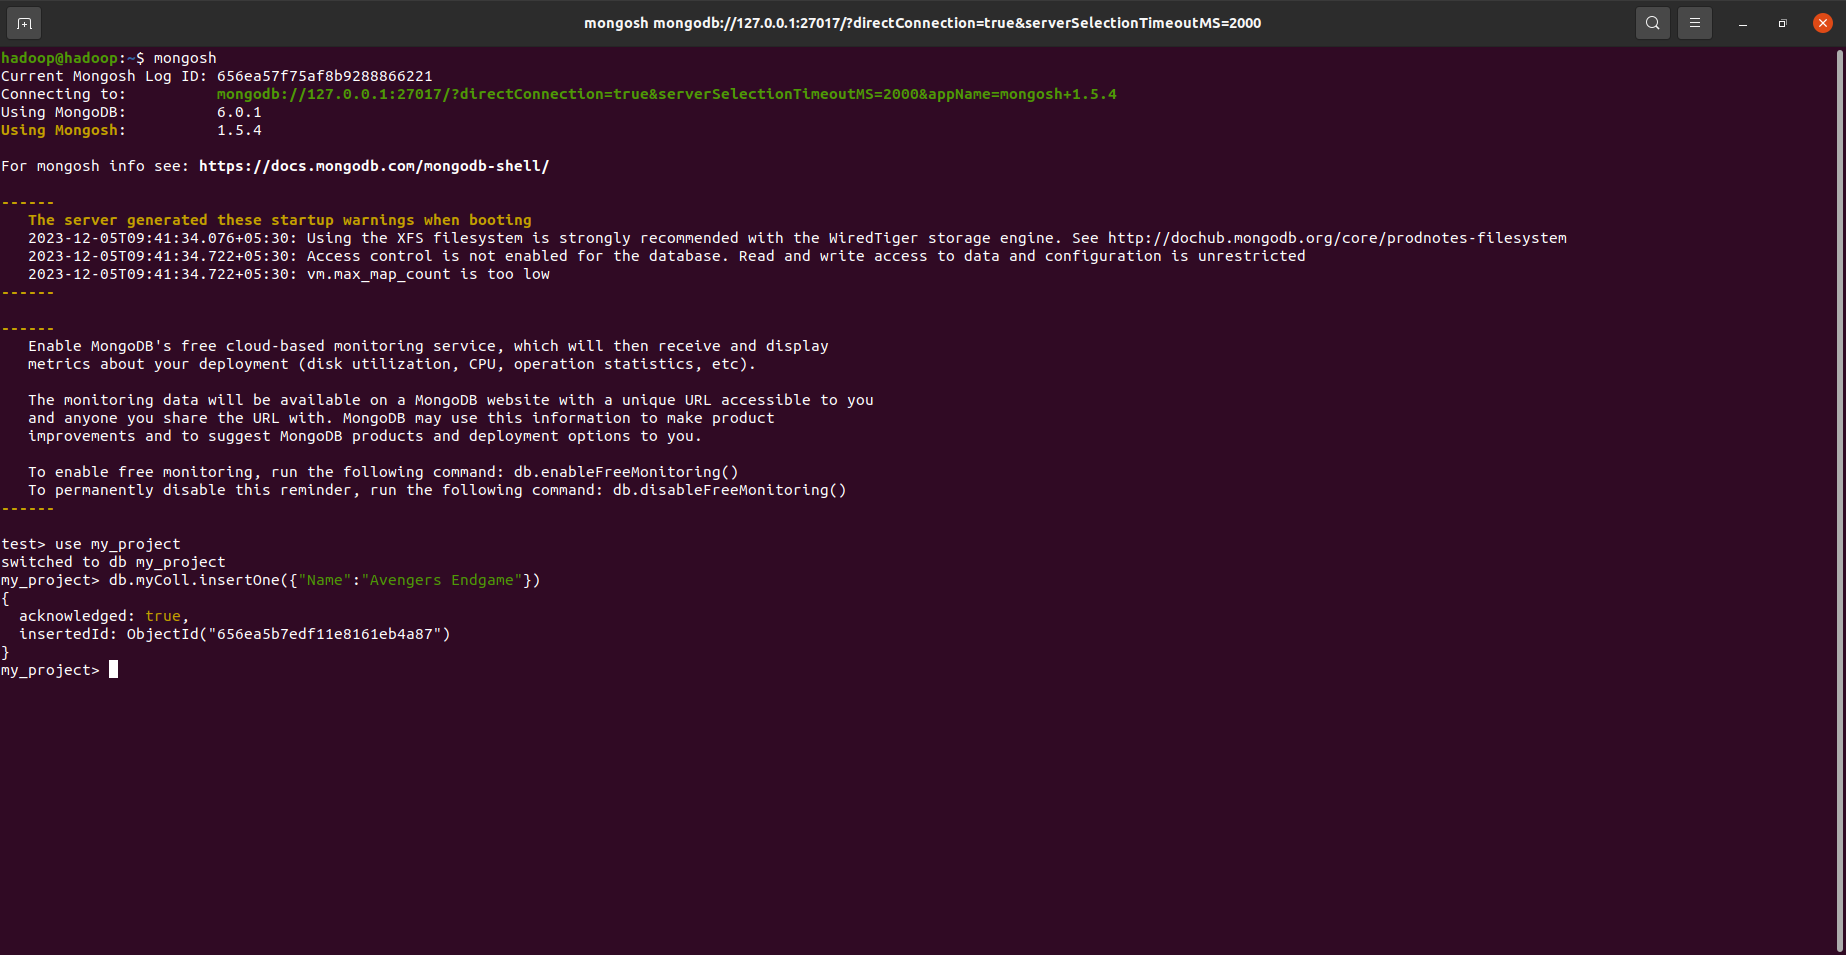 mongosh mongodb://127.0.0.1:27017/?directConnection=true&serverSelectionTimeoutMS=2000
hadoop@hadoop:~$ mongosh
Current Mongosh Log ID: 656ea57f75af8b9288866221
Connecting to:          mongodb://127.0.0.1:27017/?directConnection=true&serverSelectionTimeoutMS=2000&appName=mongosh+1.5.4
Using MongoDB:          6.0.1
Using Mongosh:          1.5.4
For mongosh info see: https://docs.mongodb.com/mongodb-shell/
------
   The server generated these startup warnings when booting
   2023-12-05T09:41:34.076+05:30: Using the XFS filesystem is strongly recommended with the WiredTiger storage engine. See http://dochub.mongodb.org/core/prodnotes-filesystem
   2023-12-05T09:41:34.722+05:30: Access control is not enabled for the database. Read and write access to data and configuration is unrestricted
   2023-12-05T09:41:34.722+05:30: vm.max_map_count is too low
------
------
   Enable MongoDB's free cloud-based monitoring service, which will then receive and display
   metrics about your deployment (disk utilization, CPU, operation statistics, etc).
   The monitoring data will be available on a MongoDB website with a unique URL accessible to you
   and anyone you share the URL with. MongoDB may use this information to make product
   improvements and to suggest MongoDB products and deployment options to you.
   To enable free monitoring, run the following command: db.enableFreeMonitoring()
   To permanently disable this reminder, run the following command: db.disableFreeMonitoring()
------
test> use my_project
switched to db my_project
my_project> db.myColl.insertOne({"Name":"Avengers Endgame"})
{
  acknowledged: true,
  insertedId: ObjectId("656ea5b7edf11e8161eb4a87")
}
my_project>